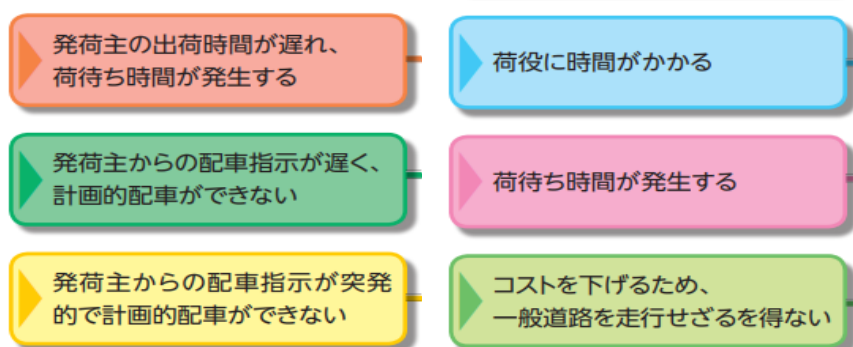 発荷主の出荷時間が遅れ、
荷待ち時間が発生する
発荷主からの配車指示が遅く、
計画的配車ができない
発荷主からの配車指示が突発
的で計画的配車ができない
荷役に時間がかかる
荷待ち時間が発生する
コストを下げるため、
一般道路を走行せざるを得ない